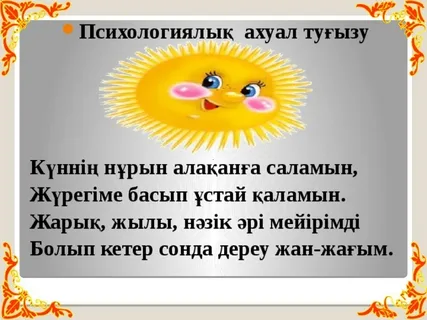 Психологиялық ахуал туғызу
Күннің нұрын алақанға саламын,
Жүрегіме басып ұстай қаламын.
Жарық, жылы, нәзік әрі мейірімді
Болып кетер сонда дереу жан-жағым.